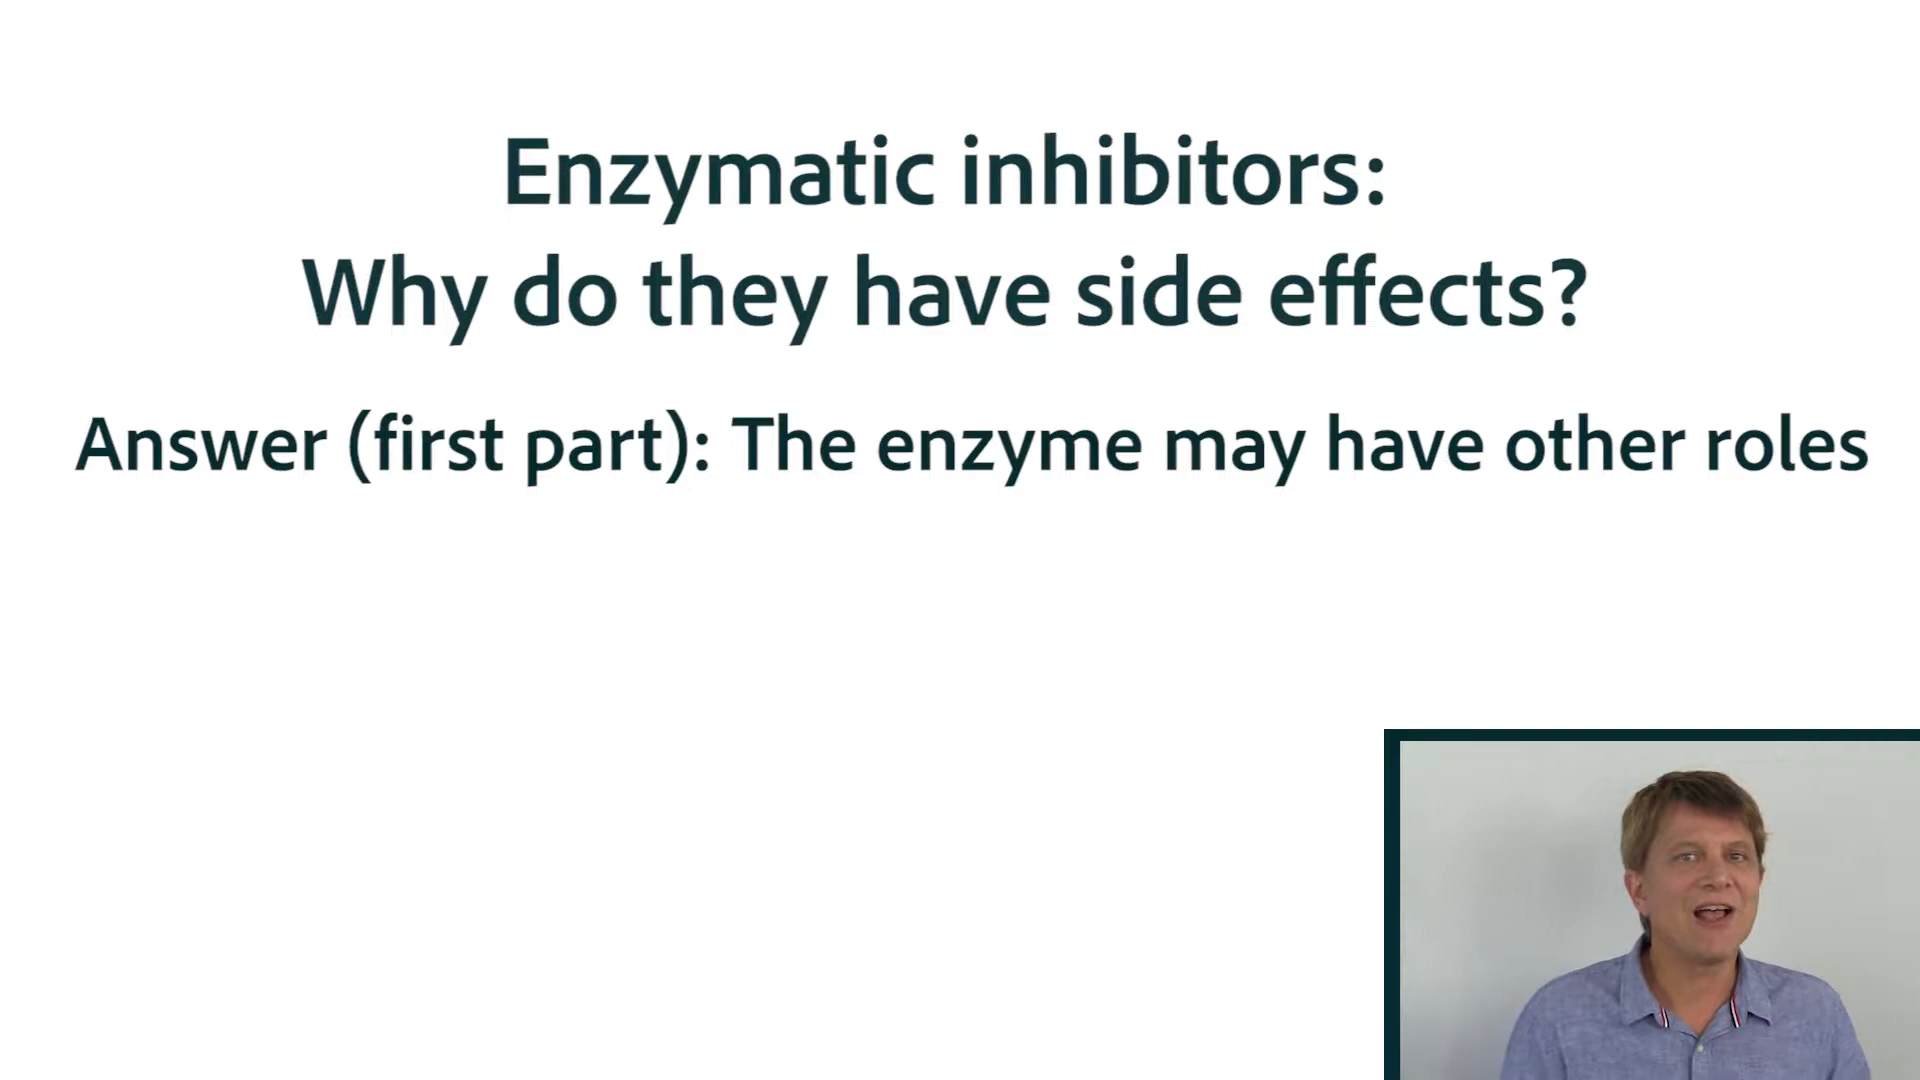 Enzymatic inhibitors:
Why do they have side effects?
Answer (first part): The enzyme may have other roles